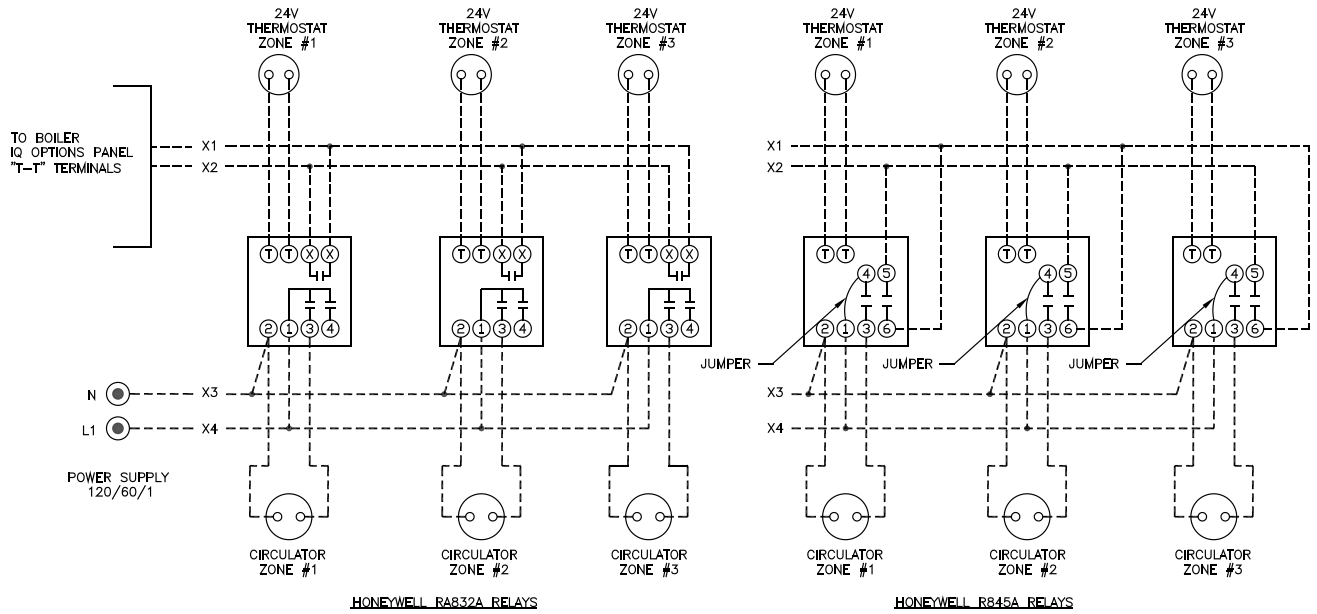 24V
THERMOSTAT
ZONE #1
24V
THERMOSTAT
ZONE #2
24V
THERMOSTAT
ZONE #3
24V
THERMOSTAT
ZONE #1
24V
THERMOSTAT
ZONE #2
24V
THERMOSTAT
ZONE #3
TO BOILER
IQ OPTIONS PANEL
"T-T" TERMINALS
X1
X2
X1
X2
T T X X
T T X X
T T X X
T T
4 5
T T
4 5
T T
4 5
2 1 3 4
2 1 3 4
2 1 3 4
2 1 3 6
2 1 3 6
2 1 3 6
JUMPER
JUMPER
JUMPER
N
X3
X3
L1
X4
X4
POWER SUPPLY
120/60/1
CIRCULATOR
ZONE #1
CIRCULATOR
ZONE #2
CIRCULATOR
ZONE #3
CIRCULATOR
ZONE #1
CIRCULATOR
ZONE #2
CIRCULATOR
ZONE #3
HONEYWELL RA832A RELAYS
HONEYWELL R845A RELAYS